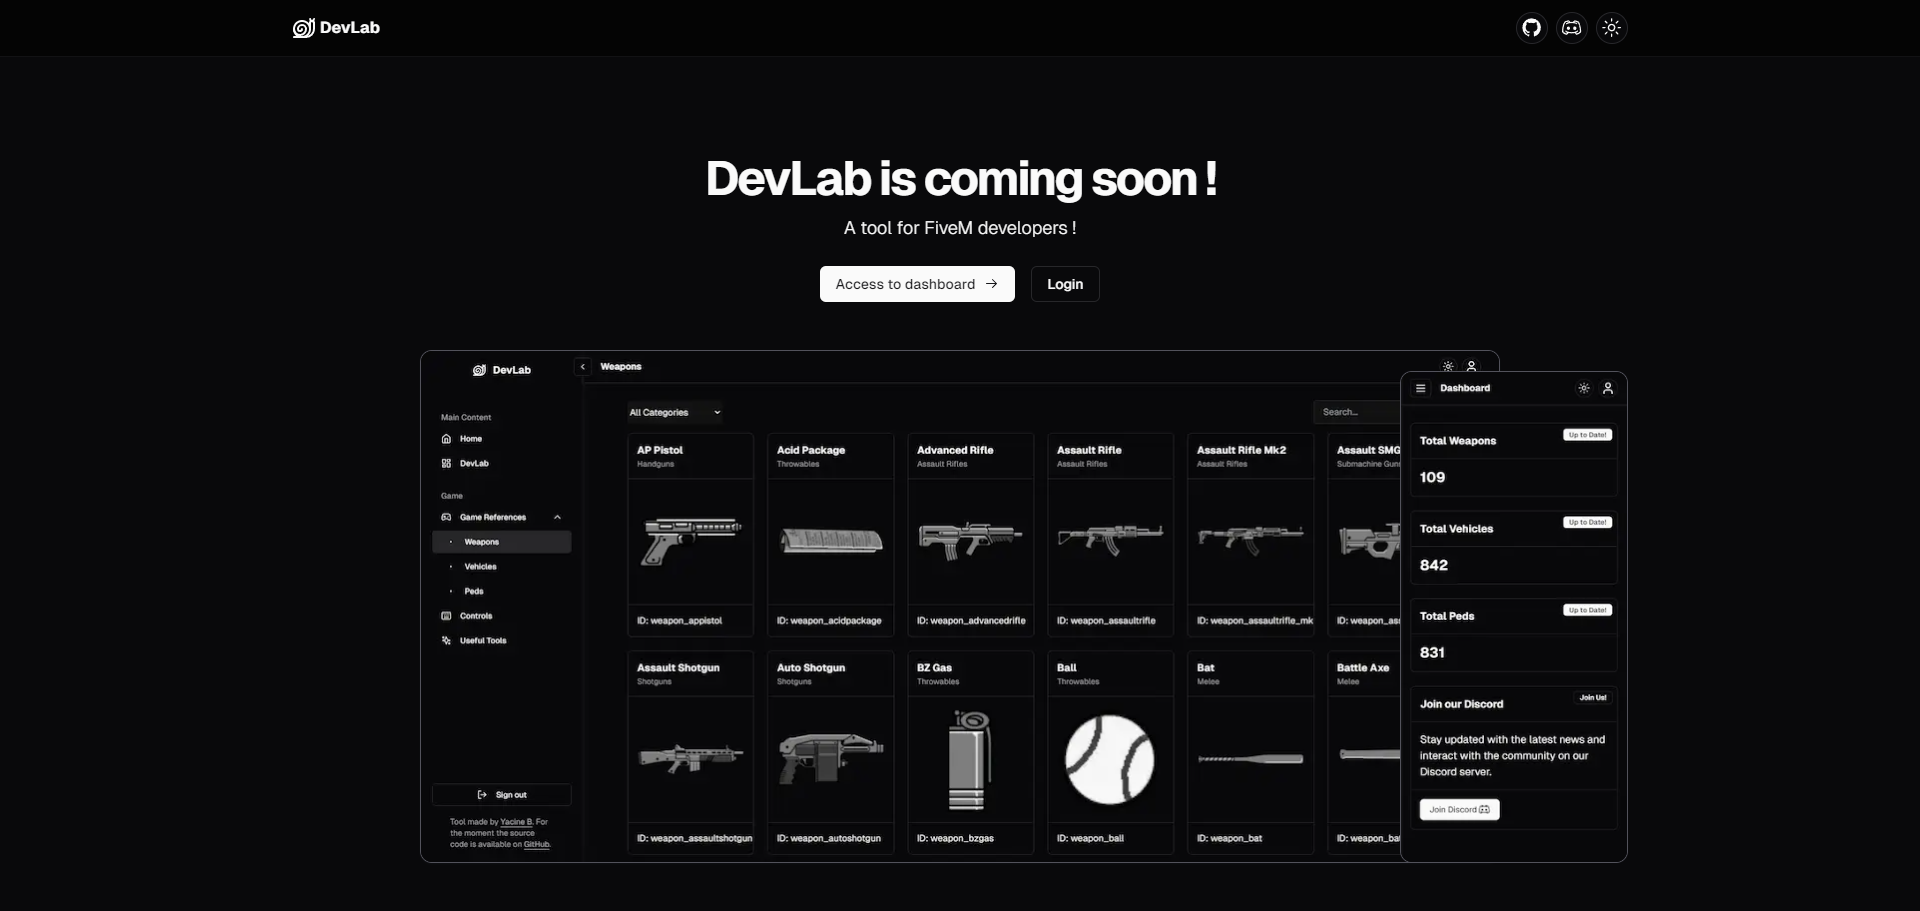 DevLab
DevLab is coming soon !
A tool for FiveM developers !
Access to dashboard
Login
DevLab
Main Content
Home
DevLab
Game
Game References
Weapons
Vehicles
Peds
Controls
Useful Tools
Sign out
Tool made by Yacine B. For
the moment the source
code is available on GitHub.
Weapons
All Categories
Search...
AP Pistol
Handguns
ID: weapon_appistol
Acid Package
Throwables
ID: weapon_acidpackage
Advanced Rifle
Assault Rifles
ID: weapon_advancedrifle
Assault Rifle
Assault Rifles
ID: weapon_assaultrifle
Assault Rifle Mk2
Assault Rifles
ID: weapon_assaultrifle_mk
Assault SMG
Submachine Gun
ID: weapon_as
Assault Shotgun
Shotguns
ID: weapon_assaultshotgun
Auto Shotgun
Shotguns
ID: weapon_autoshotgun
BZ Gas
Throwables
ID: weapon_bzgas
Ball
Throwables
ID: weapon_ball
Bat
Melee
ID: weapon_bat
Battle Axe
Melee
ID: weapon_bat
Dashboard
Total Weapons
Up to Date!
109
Total Vehicles
Up to Date!
842
Total Peds
Up to Date!
831
Join our Discord
Join Us!
Stay updated with the latest news and
interact with the community on our
Discord server.
Join Discord